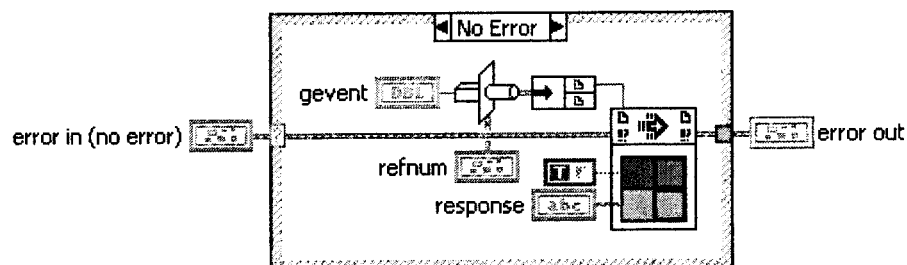 No Error
gevent DBL
error in (no error)
error out
refnum
T F
response abc